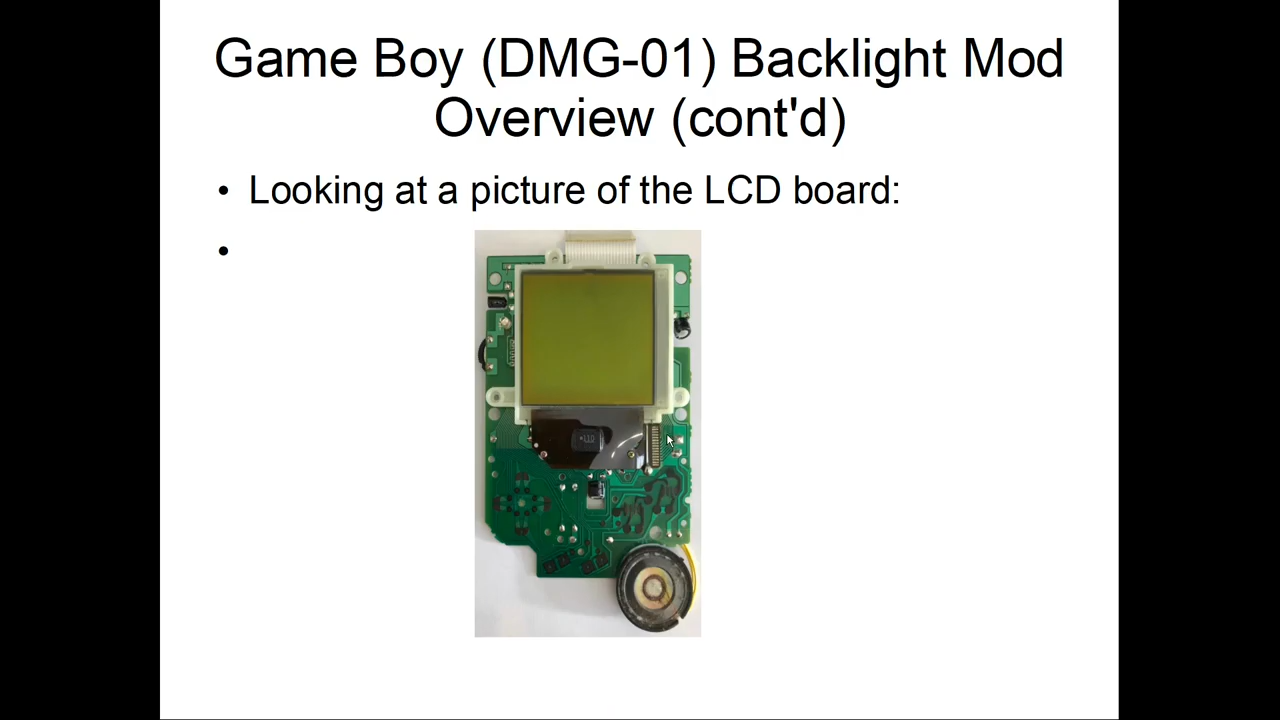 Game Boy (DMG-01) Backlight Mod
Overview (cont'd)
• Looking at a picture of the LCD board:
•